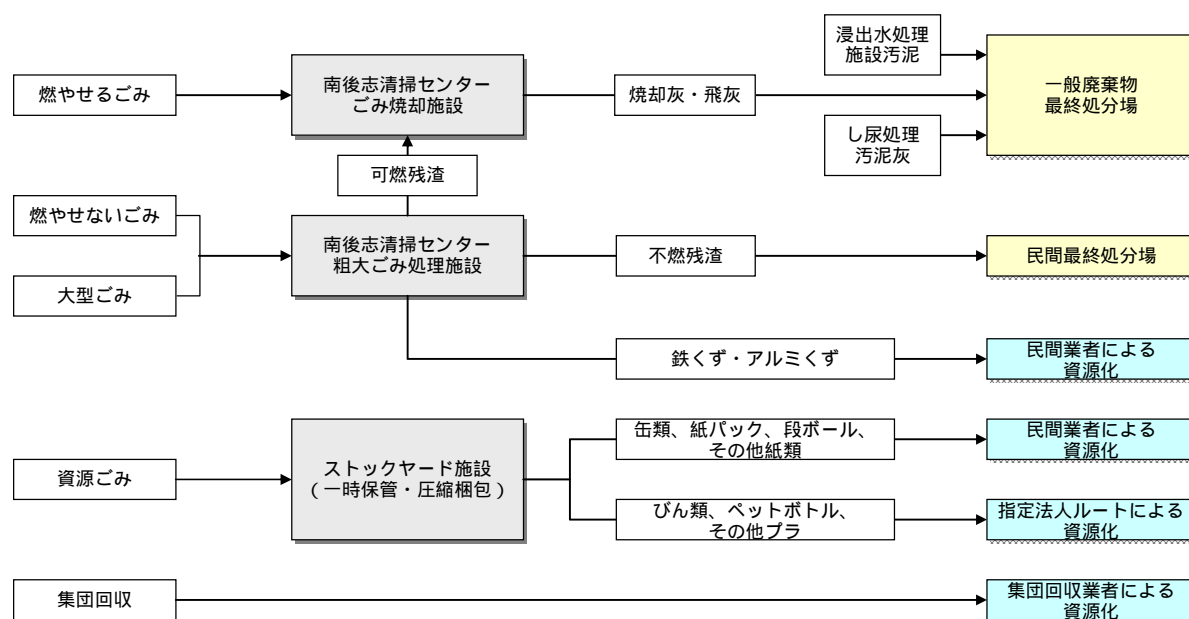 浸出水処理
施設汚泥
燃やせるごみ
南後志清掃センター
ごみ焼却施設
焼却灰・飛灰
一般廃棄物
最終処分場
し尿処理
汚泥灰
可燃残渣
燃やせないごみ
南後志清掃センター
粗大ごみ処理施設
不燃残渣
民間最終処分場
大型ごみ
鉄くず・アルミくず
民間業者による
資源化
資源ごみ
ストックヤード施設
(一時保管・圧縮梱包)
缶類、紙パック、段ボール、
その他紙類
民間業者による
資源化
びん類、ペットボトル、
その他プラ
指定法人ルートによる
資源化
集団回収
集団回収業者による
資源化